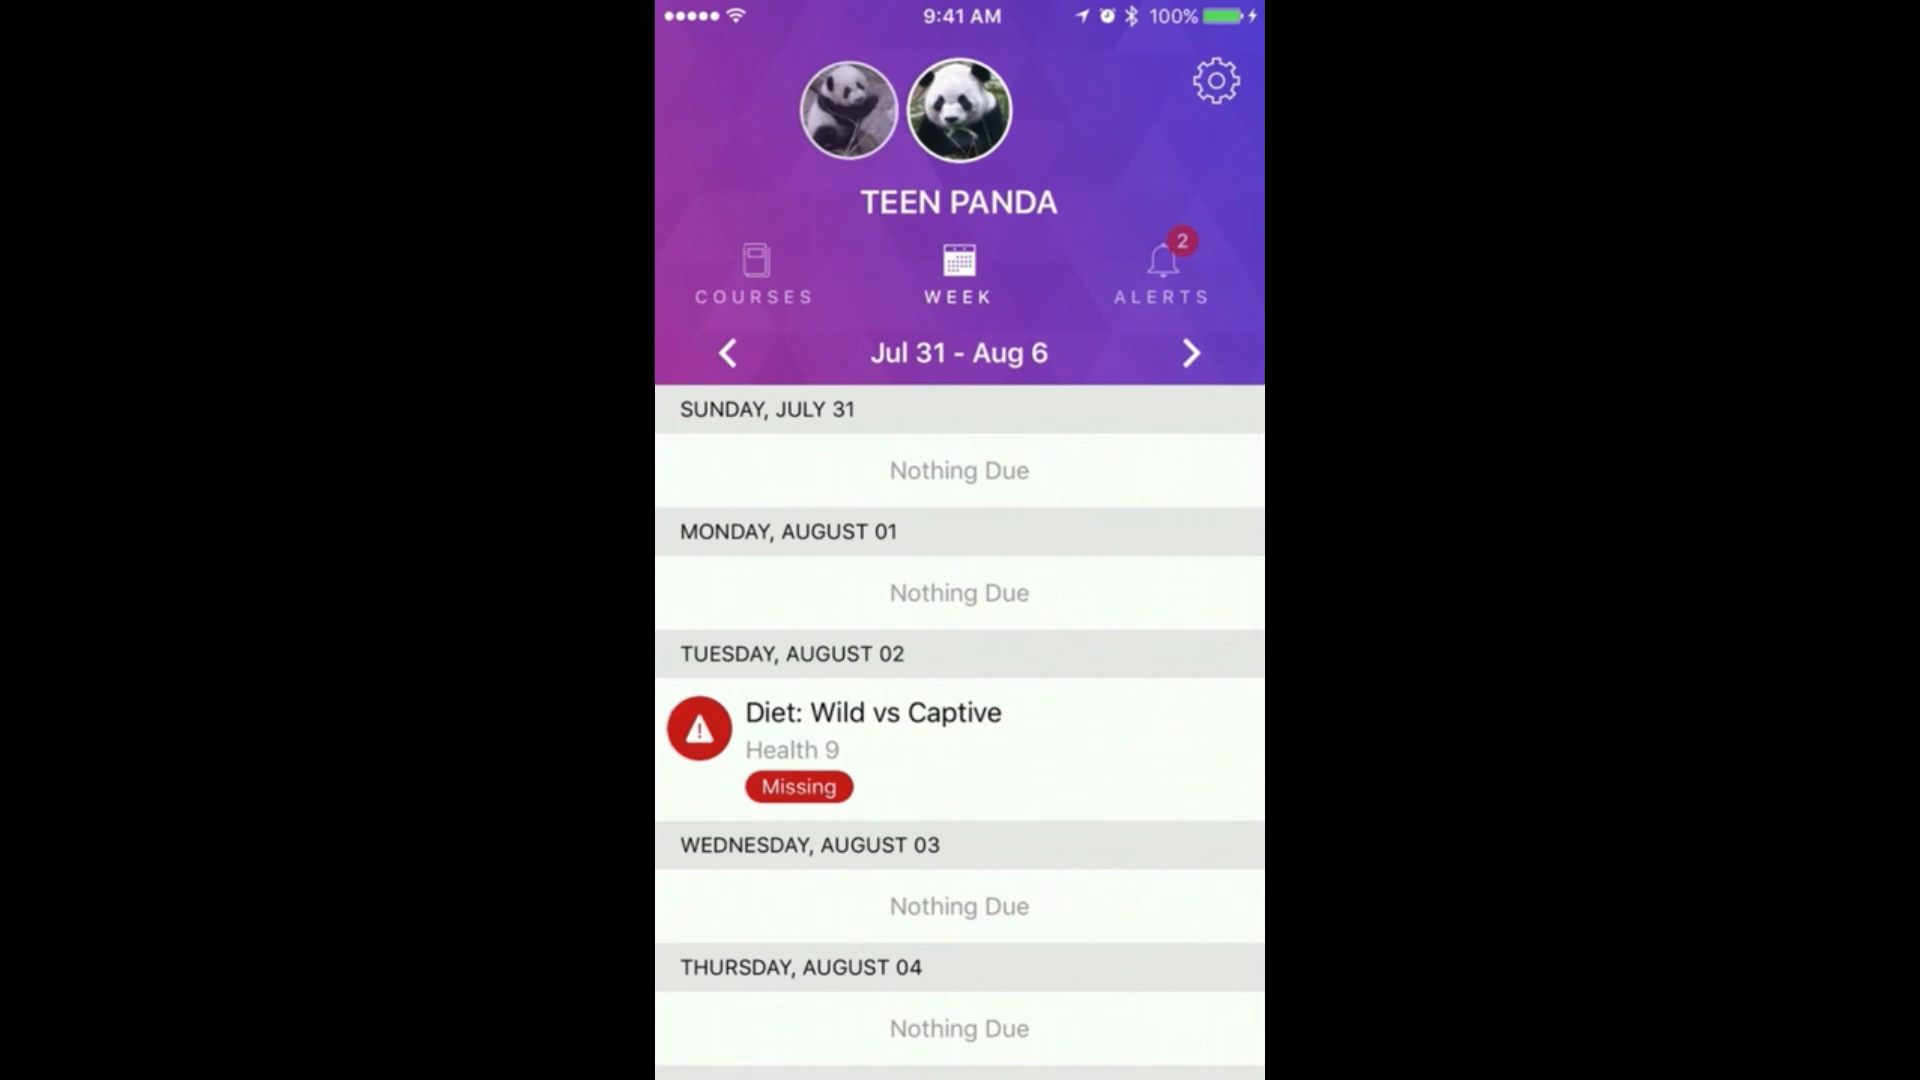 9:41 AM
100%
TEEN PANDA
2
COURSES
WEEK
ALERTS
Jul 31 - Aug 6
SUNDAY, JULY 31
Nothing Due
MONDAY, AUGUST 01
Nothing Due
TUESDAY, AUGUST 02
Diet: Wild vs Captive
Health 9
Missing
WEDNESDAY, AUGUST 03
Nothing Due
THURSDAY, AUGUST 04
Nothing Due